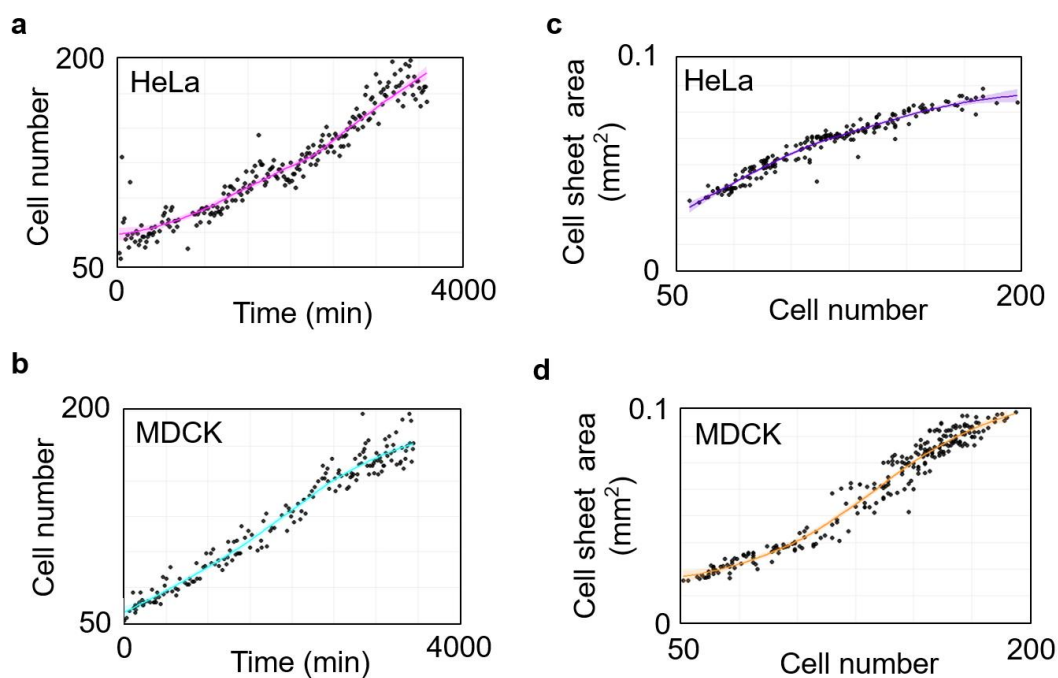 a
200
HeLa
Cell number
50
0
4000
Time (min)
c
0.1
HeLa
Cell sheet area
(mm²)
0
50
200
Cell number
b
200
MDCK
Cell number
50
0
4000
Time (min)
d
0.1
MDCK
Cell sheet area
(mm²)
0
50
200
Cell number